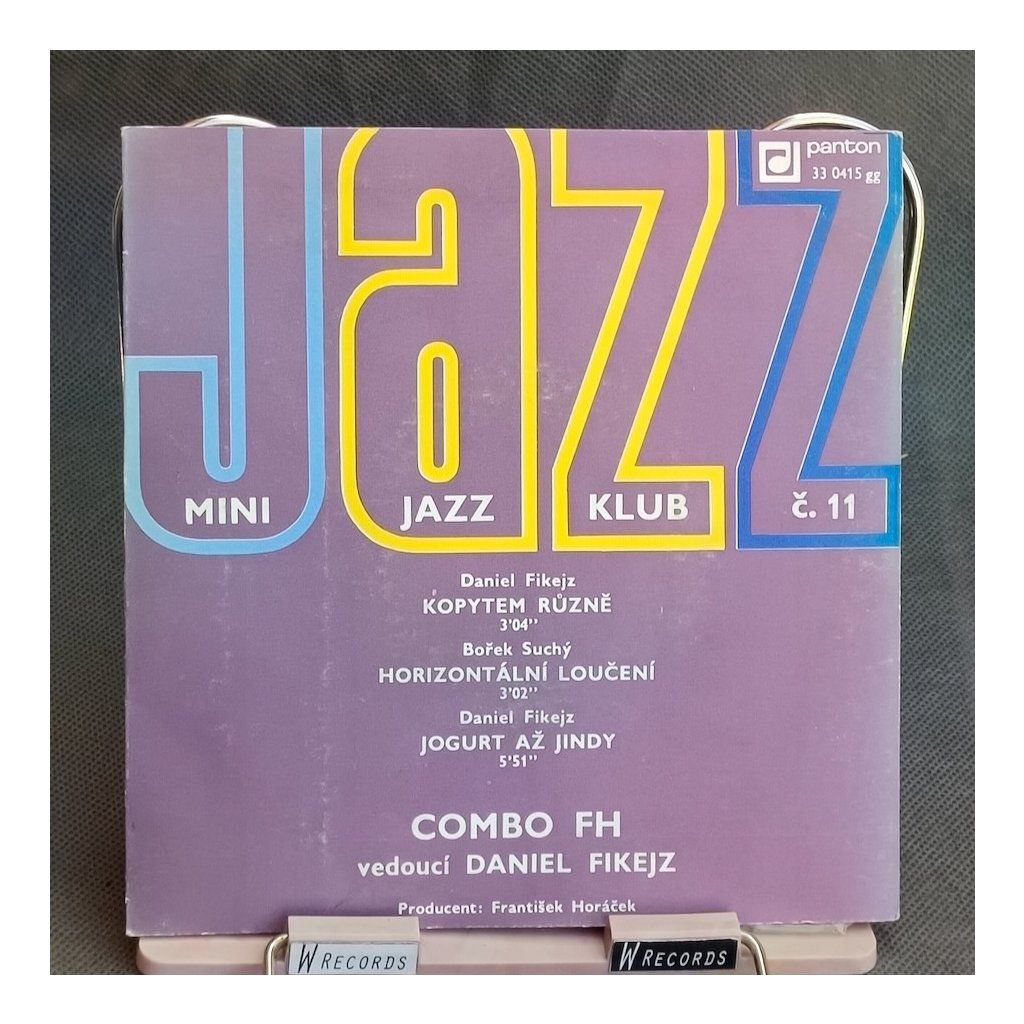 Jazz
panton
33 0415 gg
MINI JAZZ KLUB č. 11
Daniel Fikejz
KOPYTEM RŮZNĚ
3'04''
Bořek Suchý
HORIZONTÁLNÍ LOUČENÍ
3'02''
Daniel Fikejz
JOGURT AŽ JINDY
5'51''
COMBO FH
vedoucí DANIEL FIKEJZ
Producent: František Horáček
W RECORDS
W RECORDS